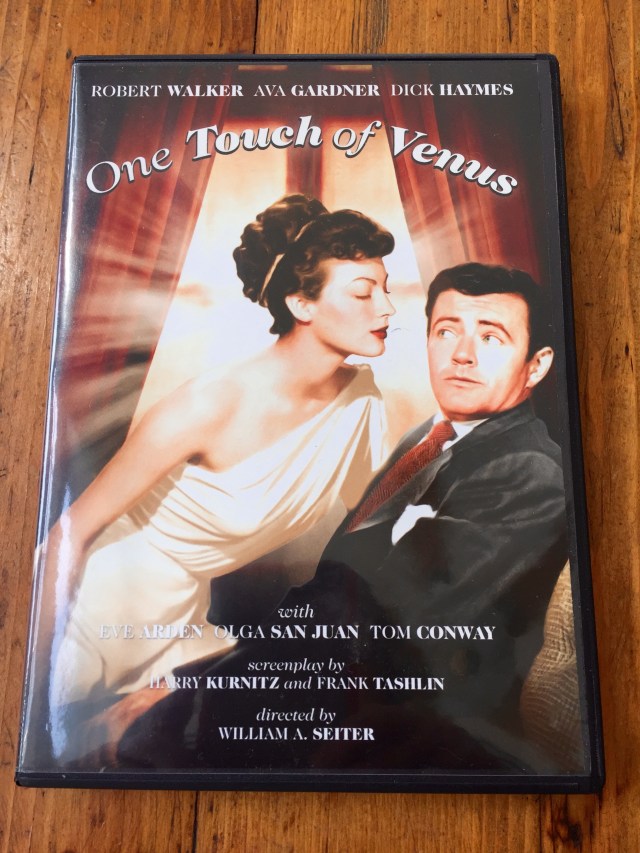 ROBERT WALKER AVA GARDNER DICK HAYMES
One Touch of Venus
with
EVE ARDEN OLGA SAN JUAN TOM CONWAY
screenplay by
HARRY KURNITZ and FRANK TASHLIN
directed by
WILLIAM A. SEITER